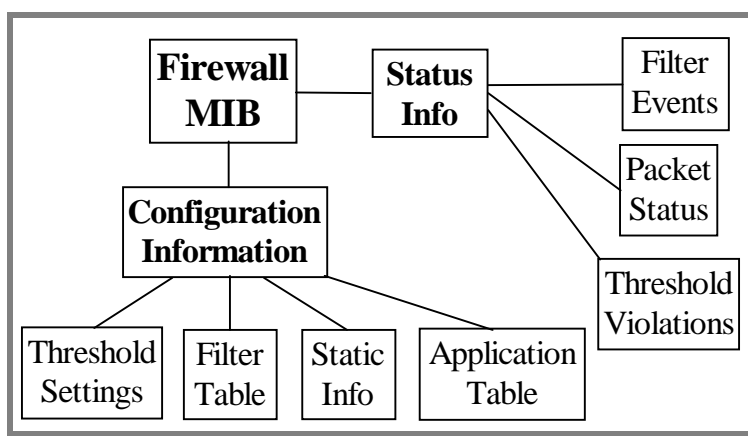 Firewall
MIB
Status
Info
Filter
Events
Packet
Status
Threshold
Violations
Configuration
Information
Threshold
Settings
Filter
Table
Static
Info
Application
Table